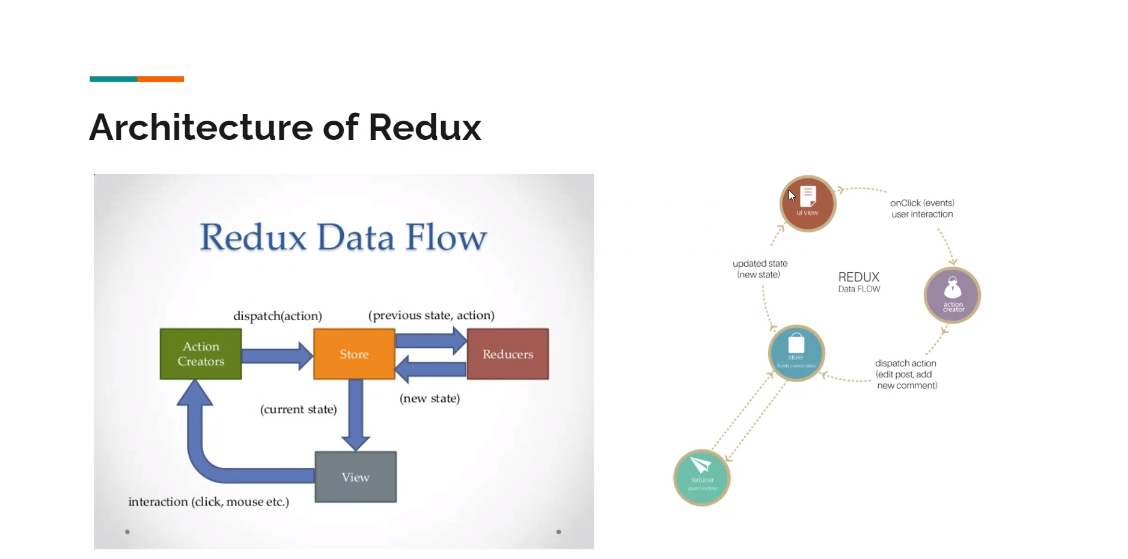 Architecture of Redux
Redux Data Flow
dispatch(action)
(previous state, action)
Action
Creators
Store
Reducers
(current state)
(new state)
View
interaction (click, mouse etc.)
ui view
onClick (events)
user interaction
updated state
(new state)
REDUX
Data FLOW
action
creator
store
dispatch action
(edit post, add
new comment)
reducer